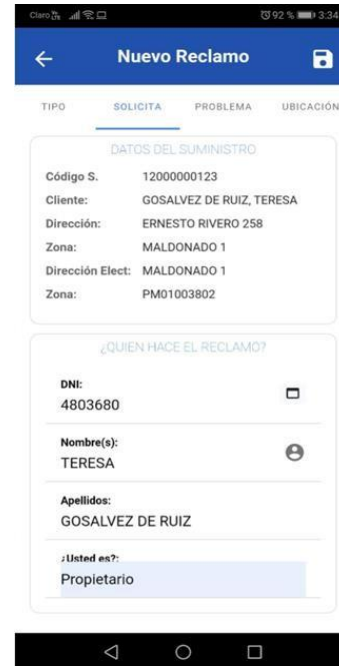 Claro 92 % 3:34
Nuevo Reclamo
TIPO SOLICITA PROBLEMA UBICACIÓN
DATOS DEL SUMINISTRO
Código S. 12000000123
Cliente: GOSALVEZ DE RUIZ, TERESA
Dirección: ERNESTO RIVERO 258
Zona: MALDONADO 1
Dirección Elect: MALDONADO 1
Zona: PM01003802
¿QUIEN HACE EL RECLAMO?
DNI:
4803680
Nombre(s):
TERESA
Apellidos:
GOSALVEZ DE RUIZ
¿Usted es?:
Propietario